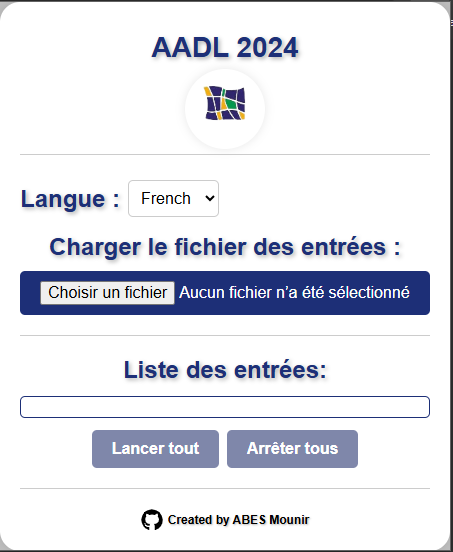 AADL 2024
Langue : French
Charger le fichier des entrées :
Choisir un fichier Aucun fichier n'a été sélectionné
Liste des entrées:
Lancer tout Arrêter tous
Created by ABES Mounir